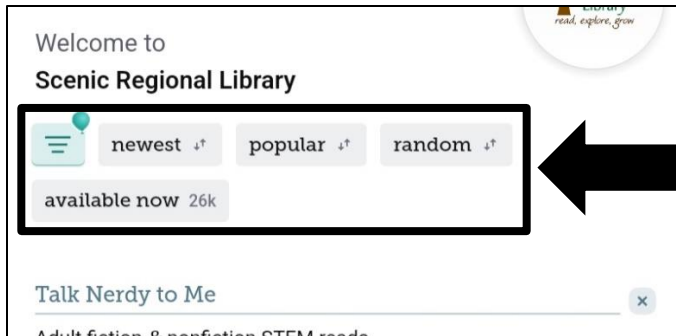 Library
read, explore, grow
Welcome to
Scenic Regional Library
newest popular random
available now 26k
Talk Nerdy to Me
Adult fiction & nonfiction STEM reads